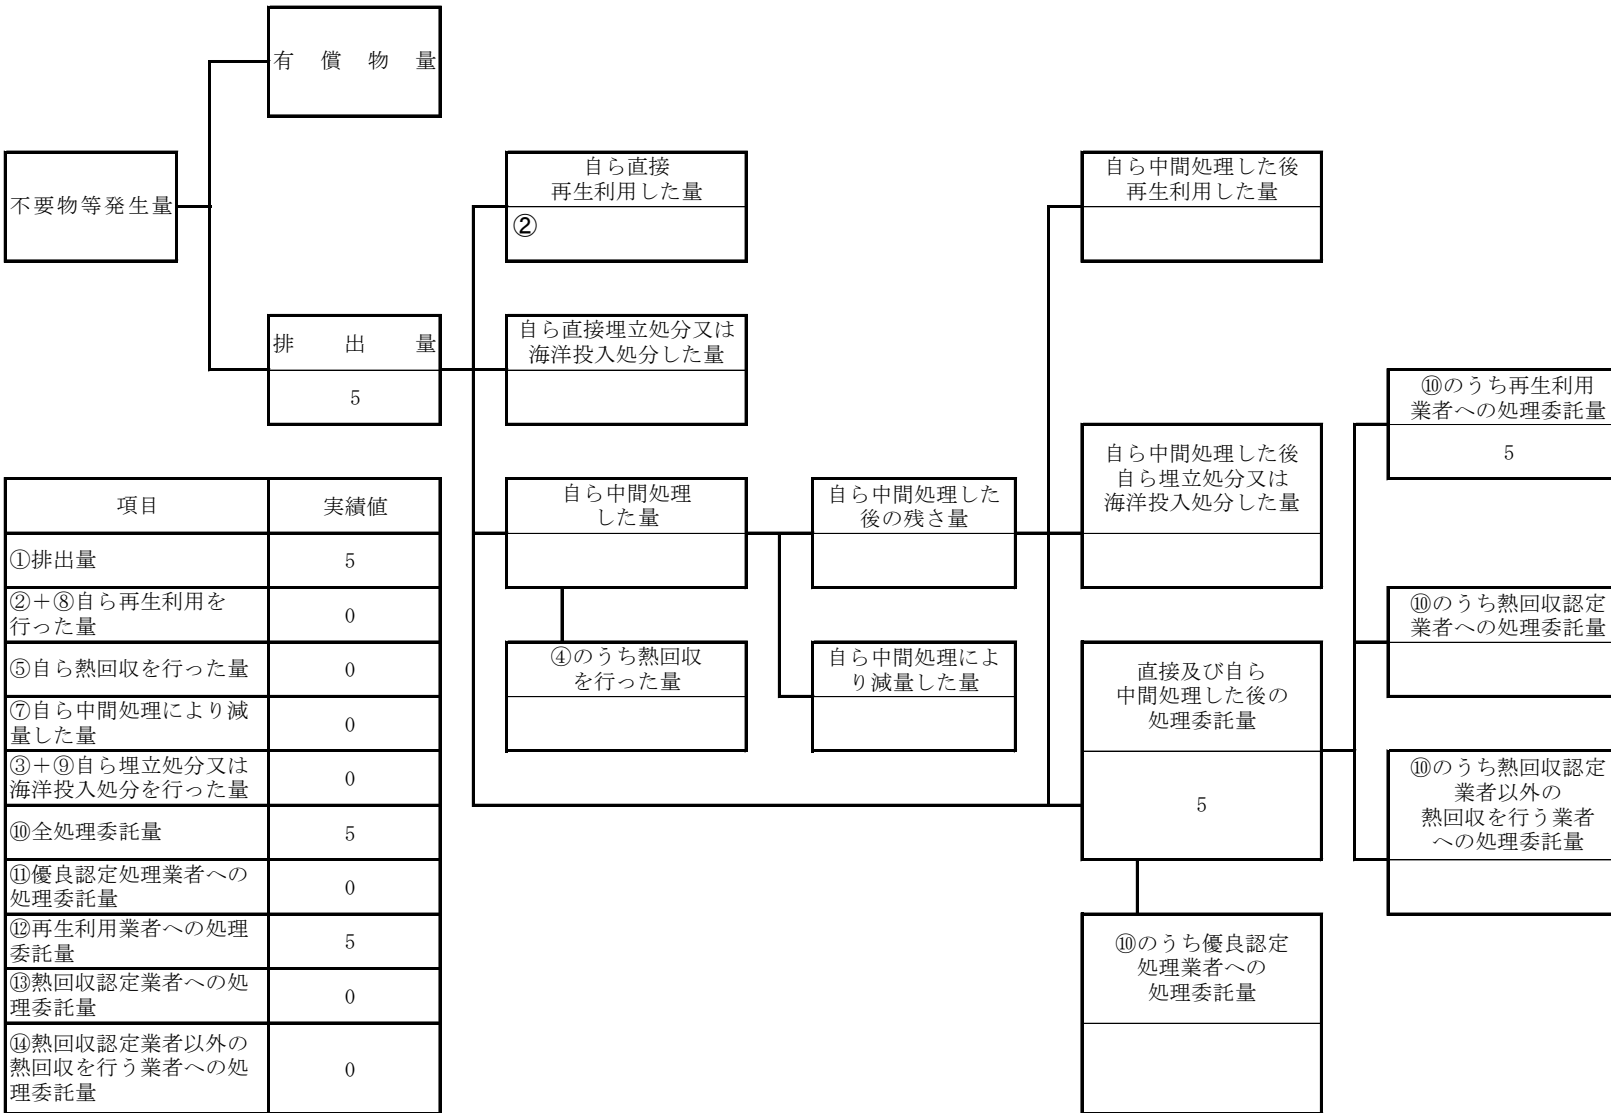 有償物量
不要物等発生量
自ら直接
再生利用した量
②
自ら中間処理した後
再生利用した量
排出量
5
自ら直接埋立処分又は
海洋投入処分した量
⑩のうち再生利用
業者への処理委託量
5
自ら中間処理した後
自ら埋立処分又は
海洋投入処分した量
自ら中間処理
した量
自ら中間処理した
後の残さ量
⑩のうち熱回収認定
業者への処理委託量
④のうち熱回収
を行った量
自ら中間処理によ
り減量した量
直接及び自ら
中間処理した後の
処理委託量
5
⑩のうち熱回収認定
業者以外の
熱回収を行う業者
への処理委託量
⑩のうち優良認定
処理業者への
処理委託量
項目 実績値
①排出量 5
②+⑧自ら再生利用を
行った量 0
⑤自ら熱回収を行った量 0
⑦自ら中間処理により減
量した量 0
③+⑨自ら埋立処分又は
海洋投入処分を行った量 0
⑩全処理委託量 5
⑪優良認定処理業者への
処理委託量 0
⑫再生利用業者への処理
委託量 5
⑬熱回収認定業者への処
理委託量 0
⑭熱回収認定業者以外の
熱回収を行う業者への処
理委託量 0